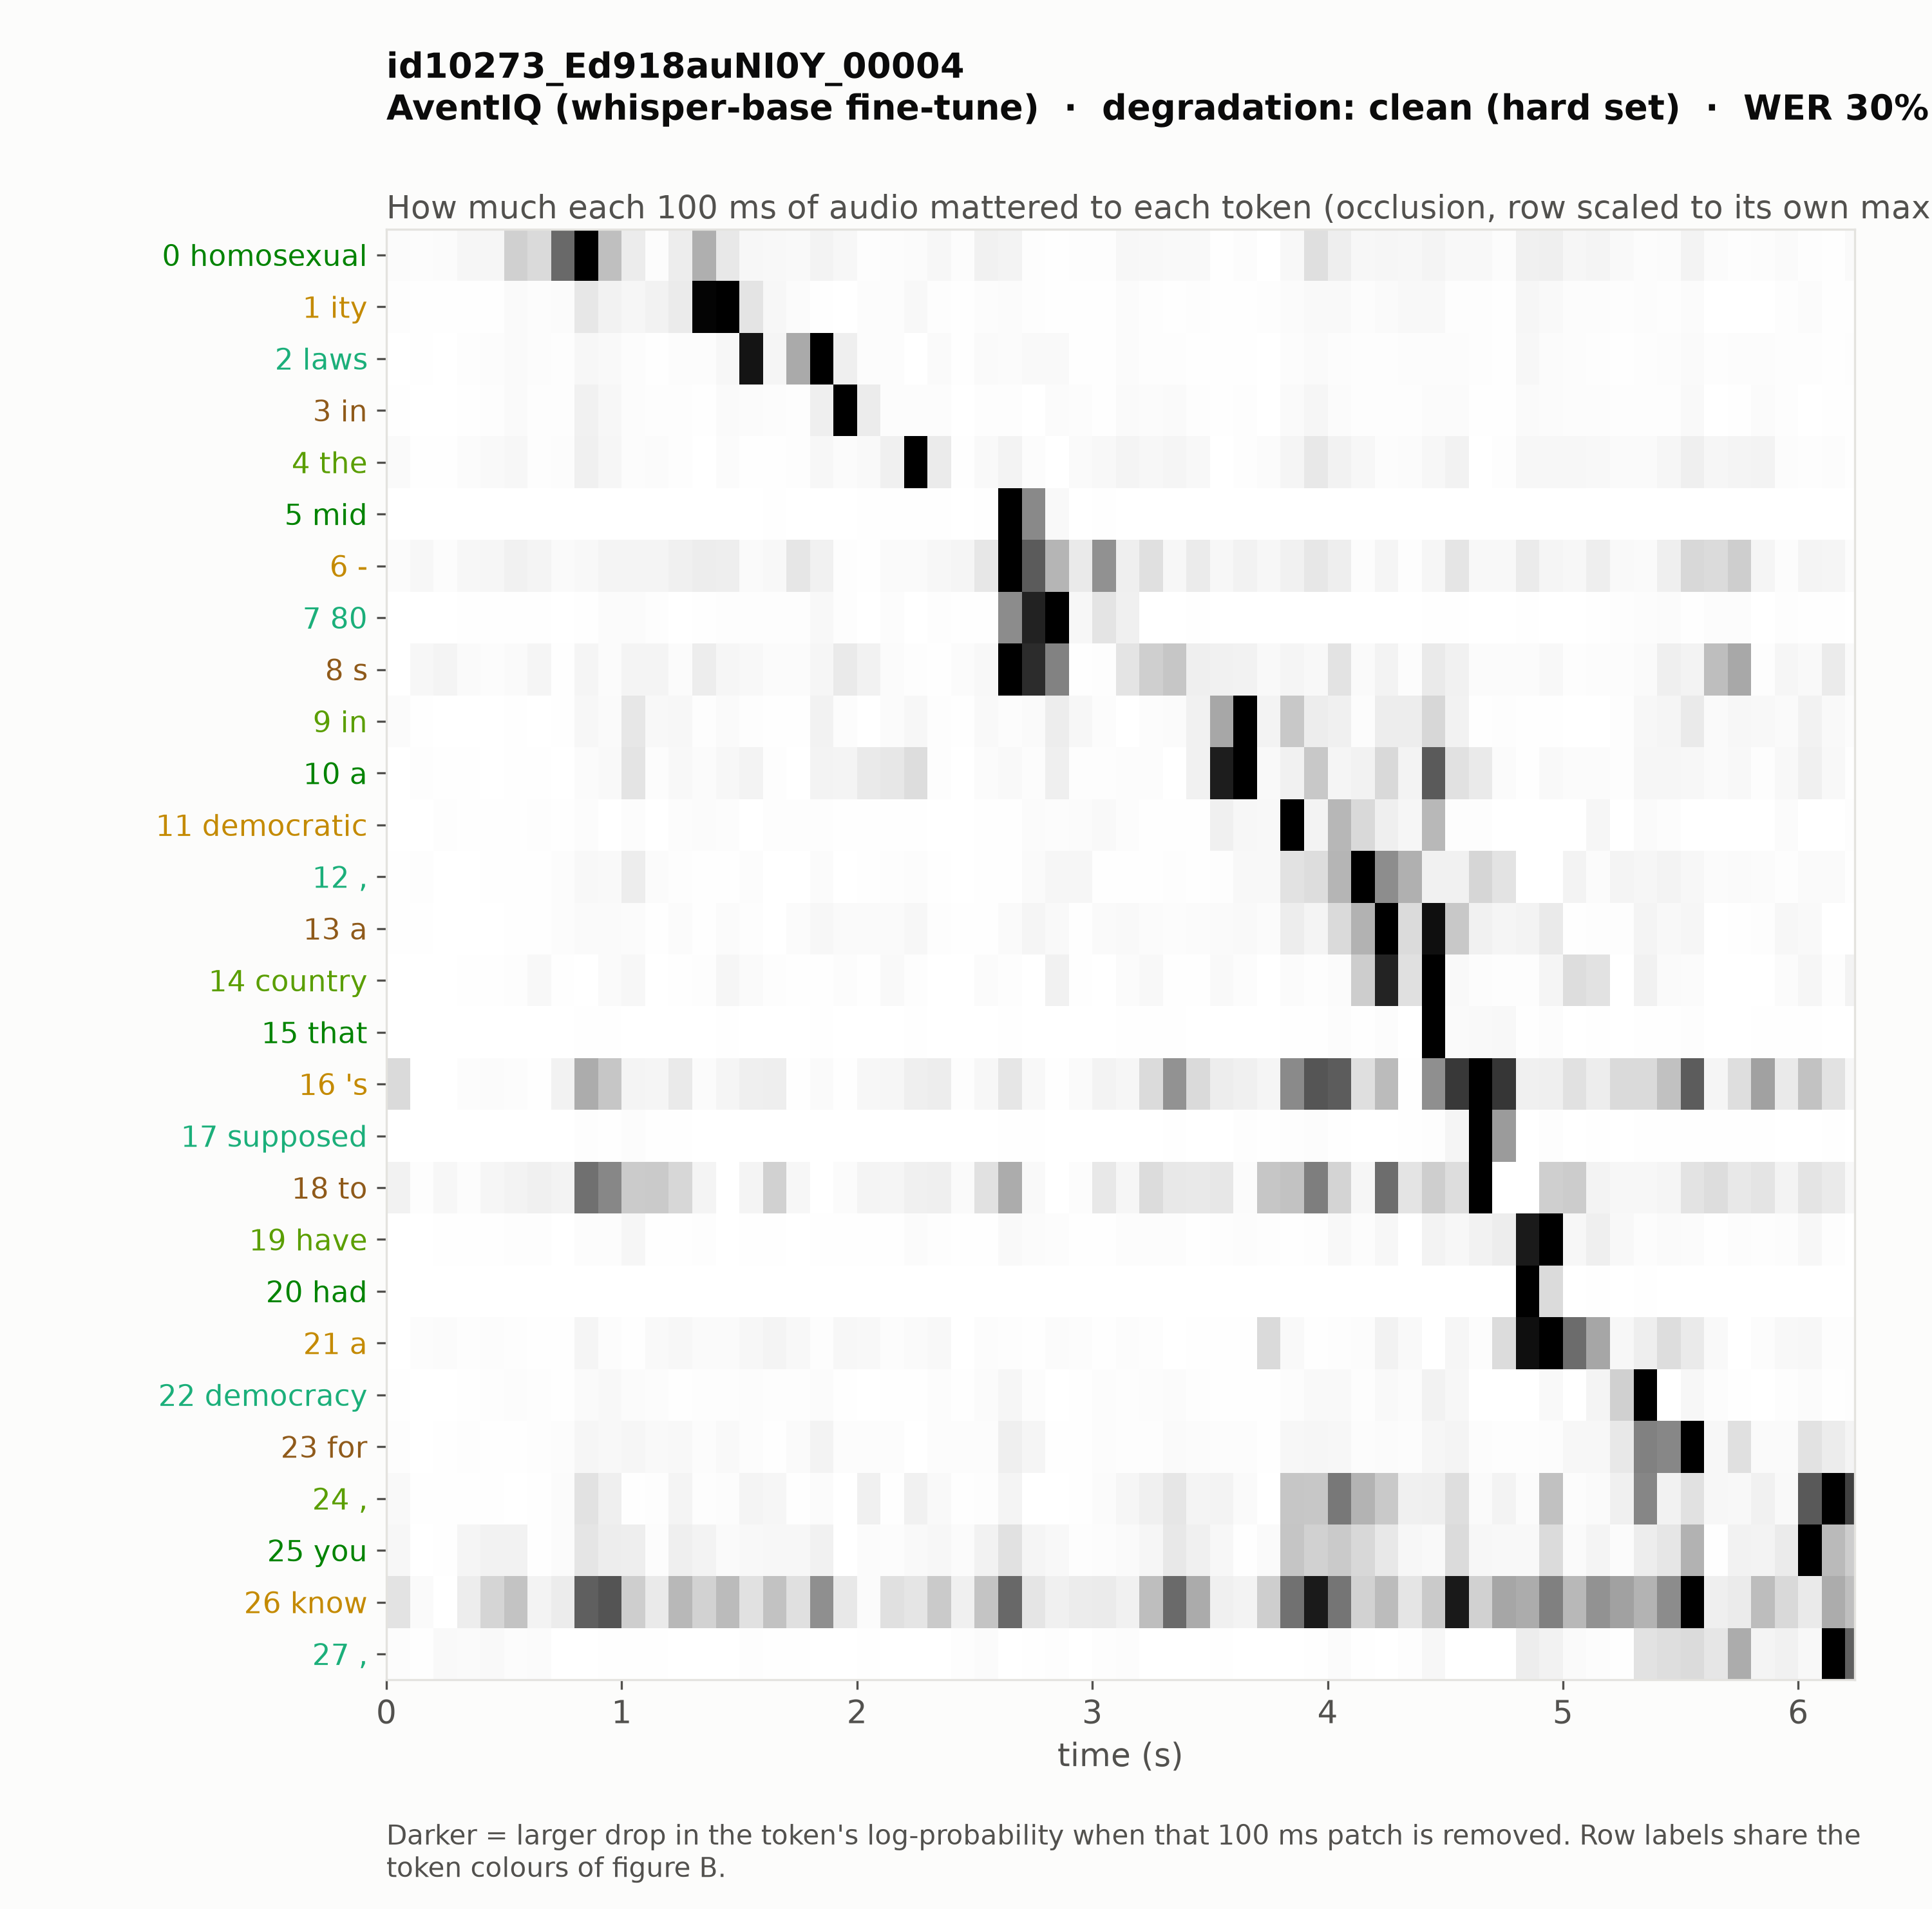 id10273_Ed918auNI0Y_00004
AventIQ (whisper-base fine-tune)  ·  degradation: clean (hard set)  ·  WER 30%
How much each 100 ms of audio mattered to each token (occlusion, row scaled to its own max
0 homosexual
1 ity
2 laws
3 in
4 the
5 mid
6 -
7 80
8 s
9 in
10 a
11 democratic
12 ,
13 a
14 country
15 that
16 's
17 supposed
18 to
19 have
20 had
21 a
22 democracy
23 for
24 ,
25 you
26 know
27 ,
0 1 2 3 4 5 6
time (s)
Darker = larger drop in the token's log-probability when that 100 ms patch is removed. Row labels share the
token colours of figure B.